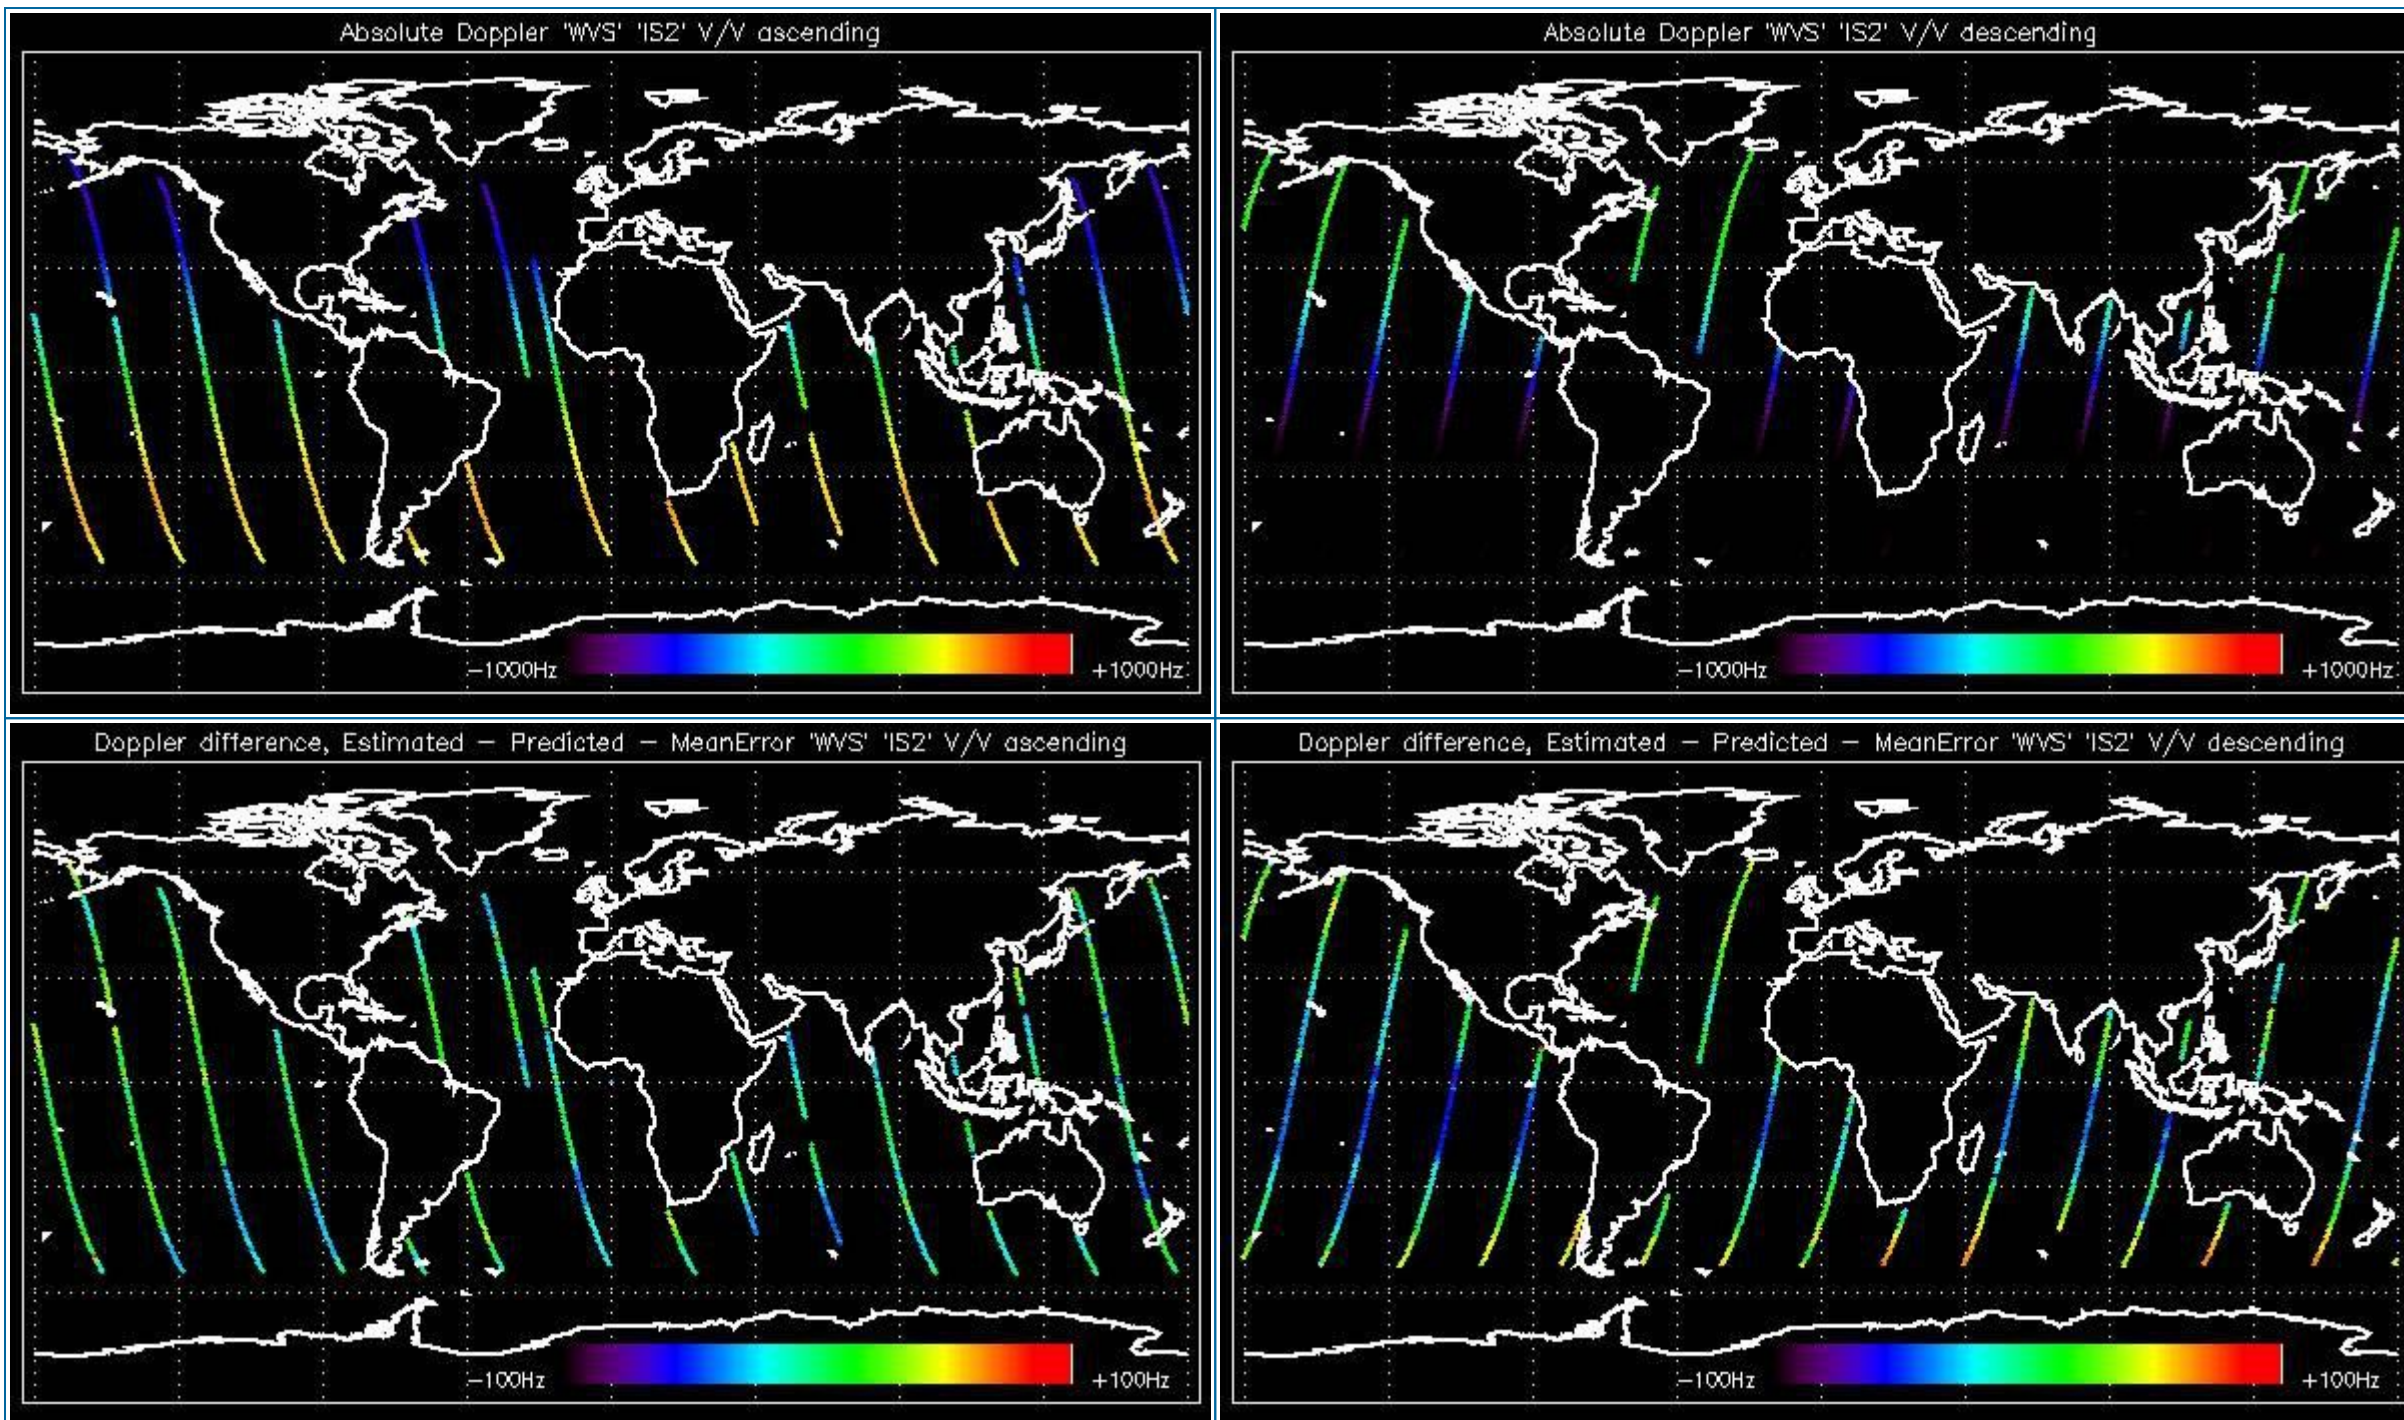 Absolute Doppler 'WVS' 'IS2' V/V ascending
-1000Hz
+1000Hz
Absolute Doppler 'WVS' 'IS2' V/V descending
-1000Hz
+1000Hz
Doppler difference, Estimated - Predicted - MeanError 'WVS' 'IS2' V/V ascending
-100Hz
+100Hz
Doppler difference, Estimated - Predicted - MeanError 'WVS' 'IS2' V/V descending
-100Hz
+100Hz